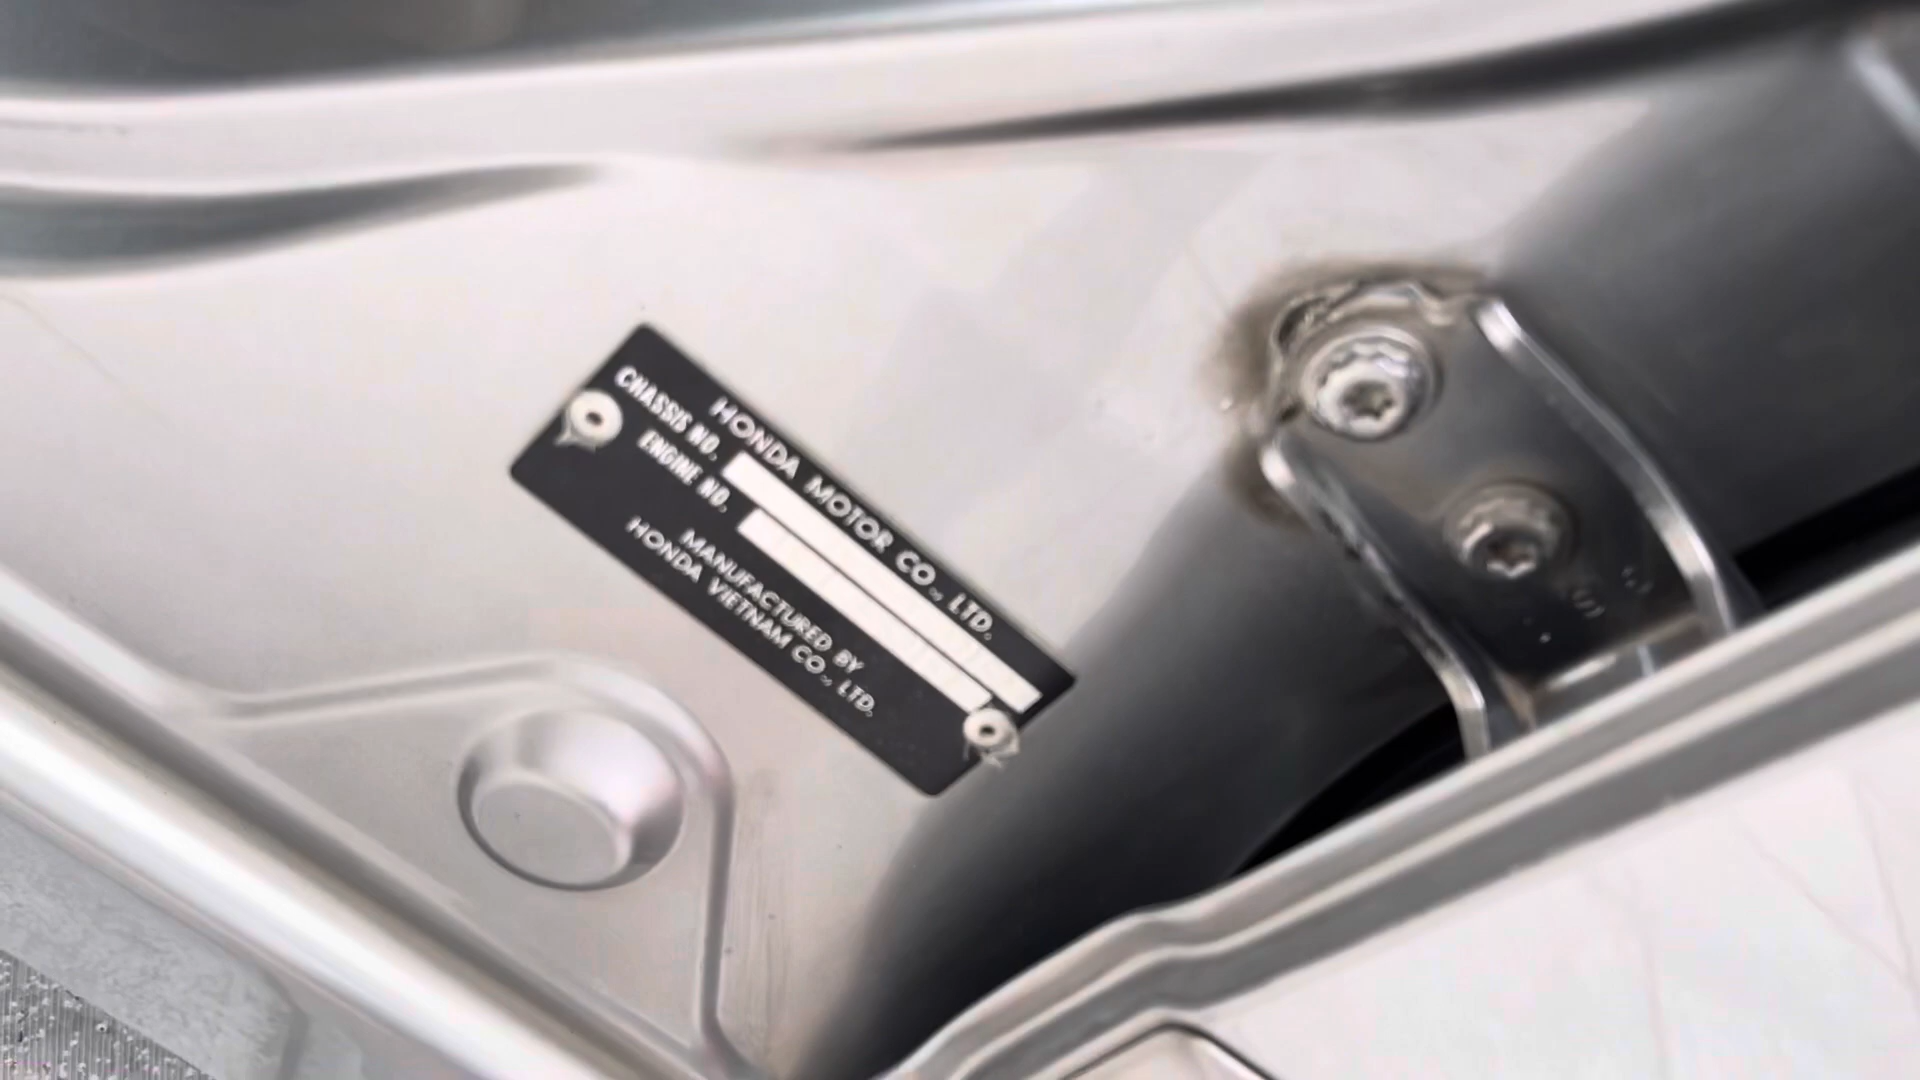 HONDA MOTOR CO., LTD.
CHASSIS NO.
ENGINE NO.
MANUFACTURED BY
HONDA VIETNAM CO., LTD.